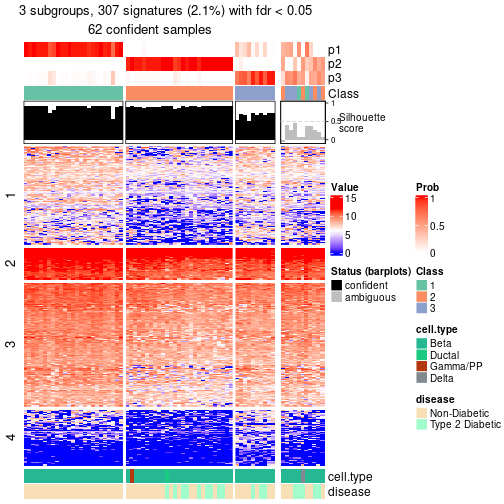 3 subgroups, 307 signatures (2.1%) with fdr < 0.05
62 confident samples
p1
p2
p3
Class
1
0.5
0
Silhouette
score
1
2
3
4
Value
15
10
5
0
Prob
1
0.5
0
Status (barplots)
confident
ambiguous
Class
1
2
3
cell.type
Beta
Ductal
Gamma/PP
Delta
disease
Non-Diabetic
Type 2 Diabetic
cell.type
disease